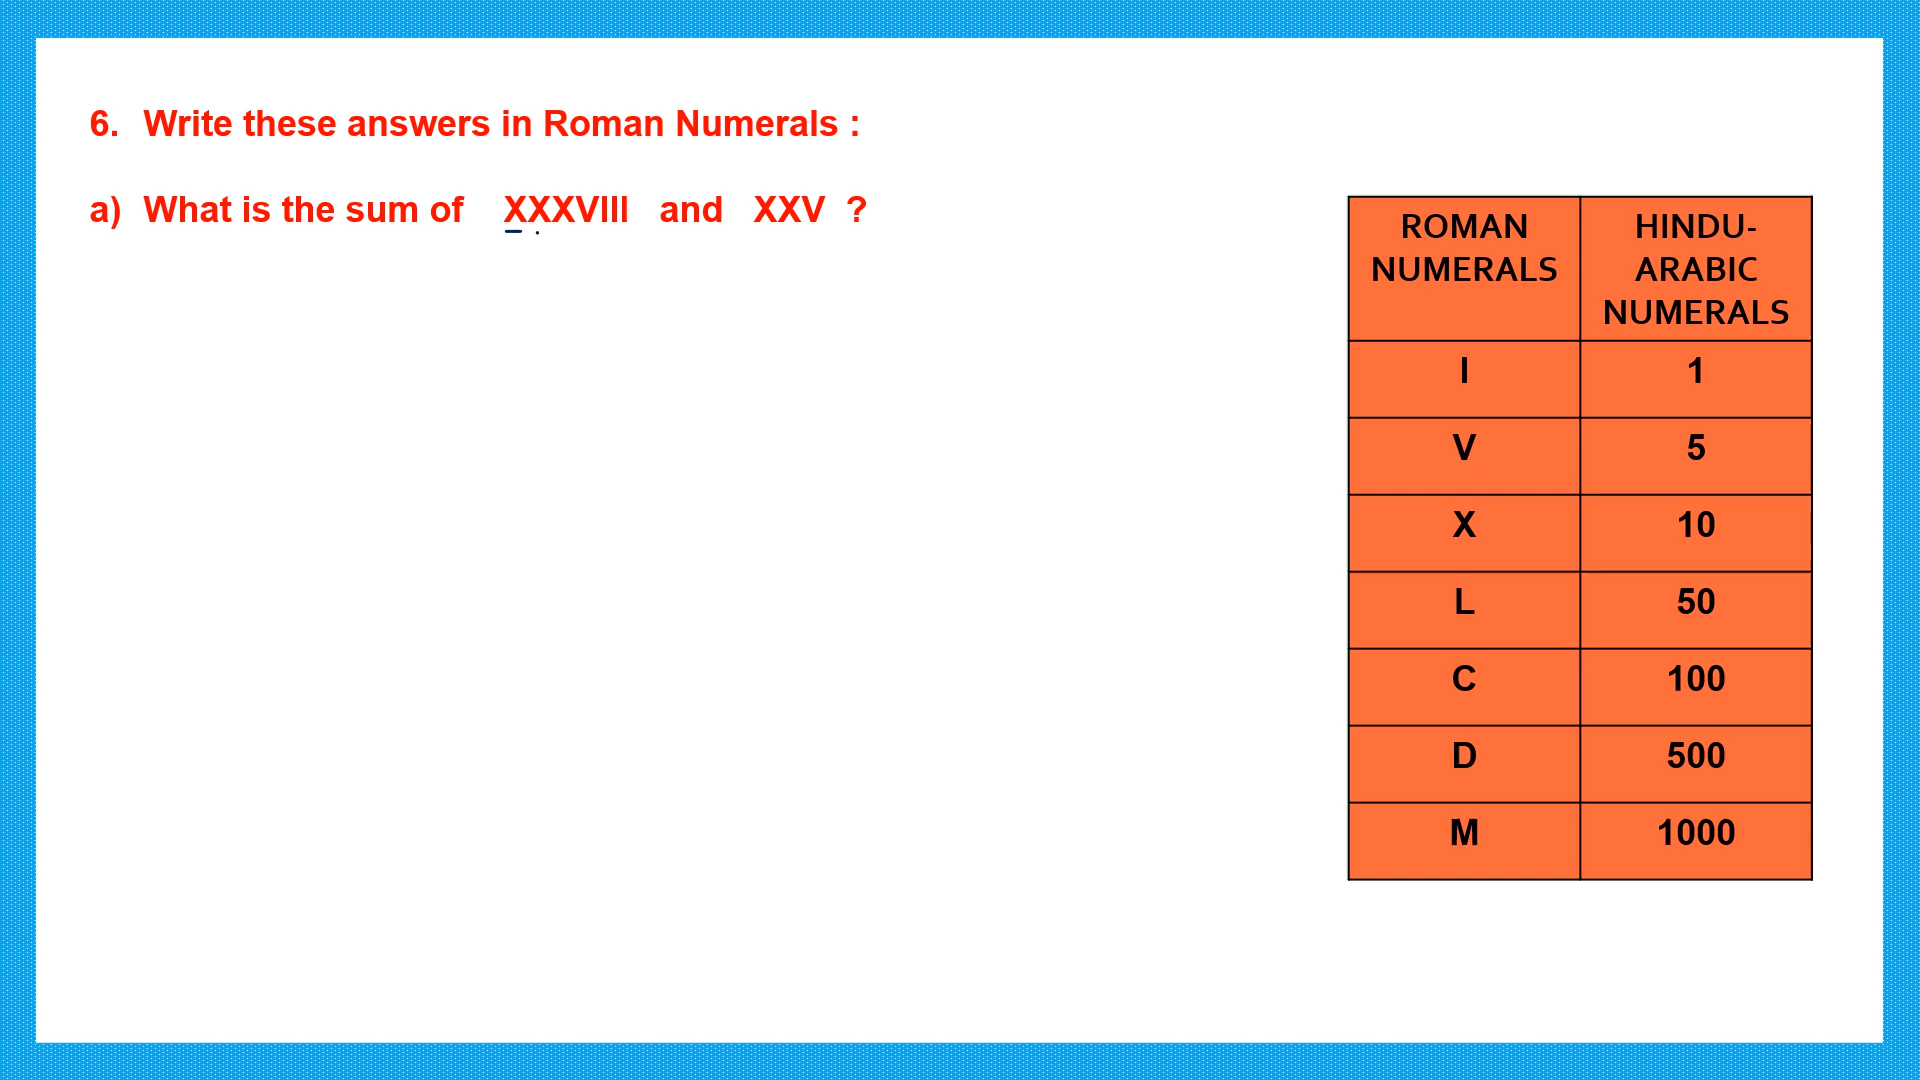 6. Write these answers in Roman Numerals :
a) What is the sum of XXXVIII and XXV ?
ROMAN NUMERALS HINDU-ARABIC NUMERALS
I 1
V 5
X 10
L 50
C 100
D 500
M 1000